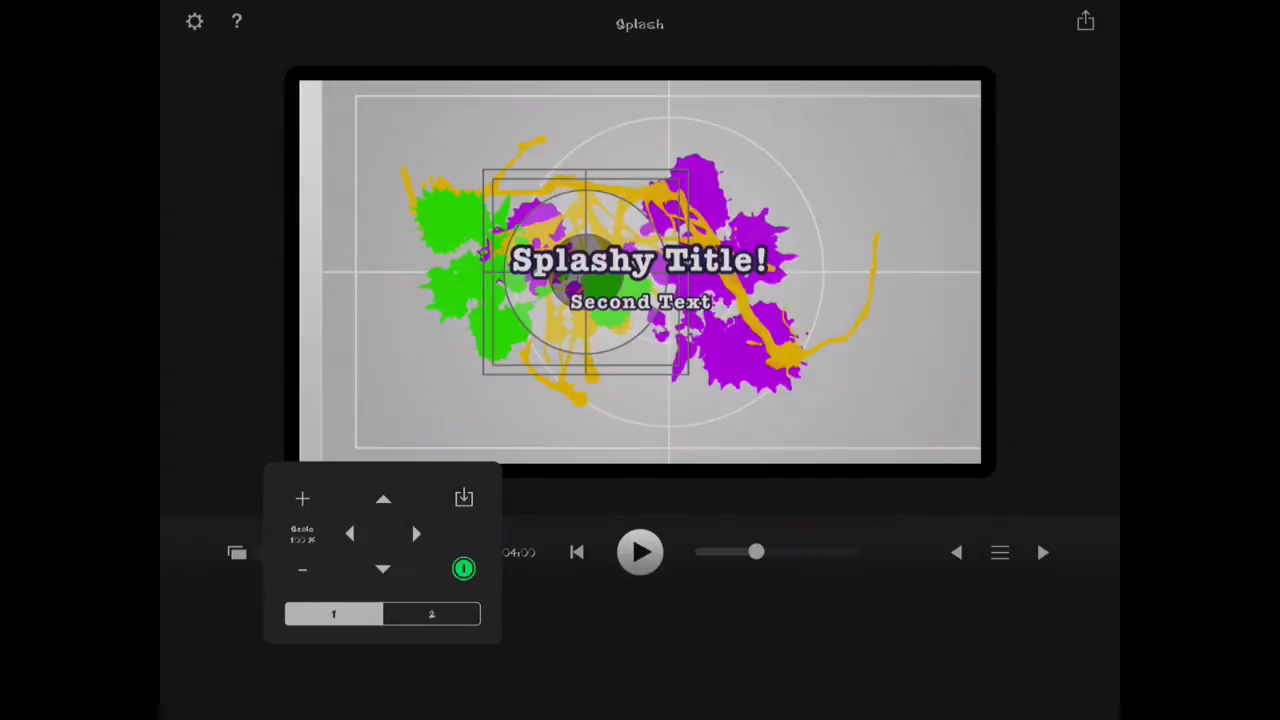 ?
Splash
Splashy Title!
Second Text
Scale
100 %
04:00
1
2